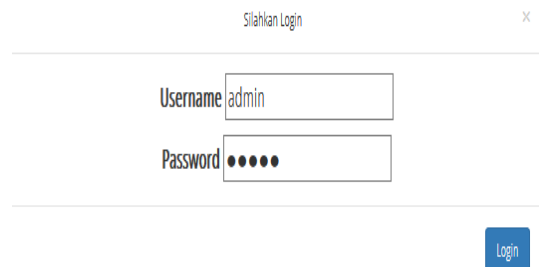 Silahkan Login ×
Username admin
Password ●●●●●
Login